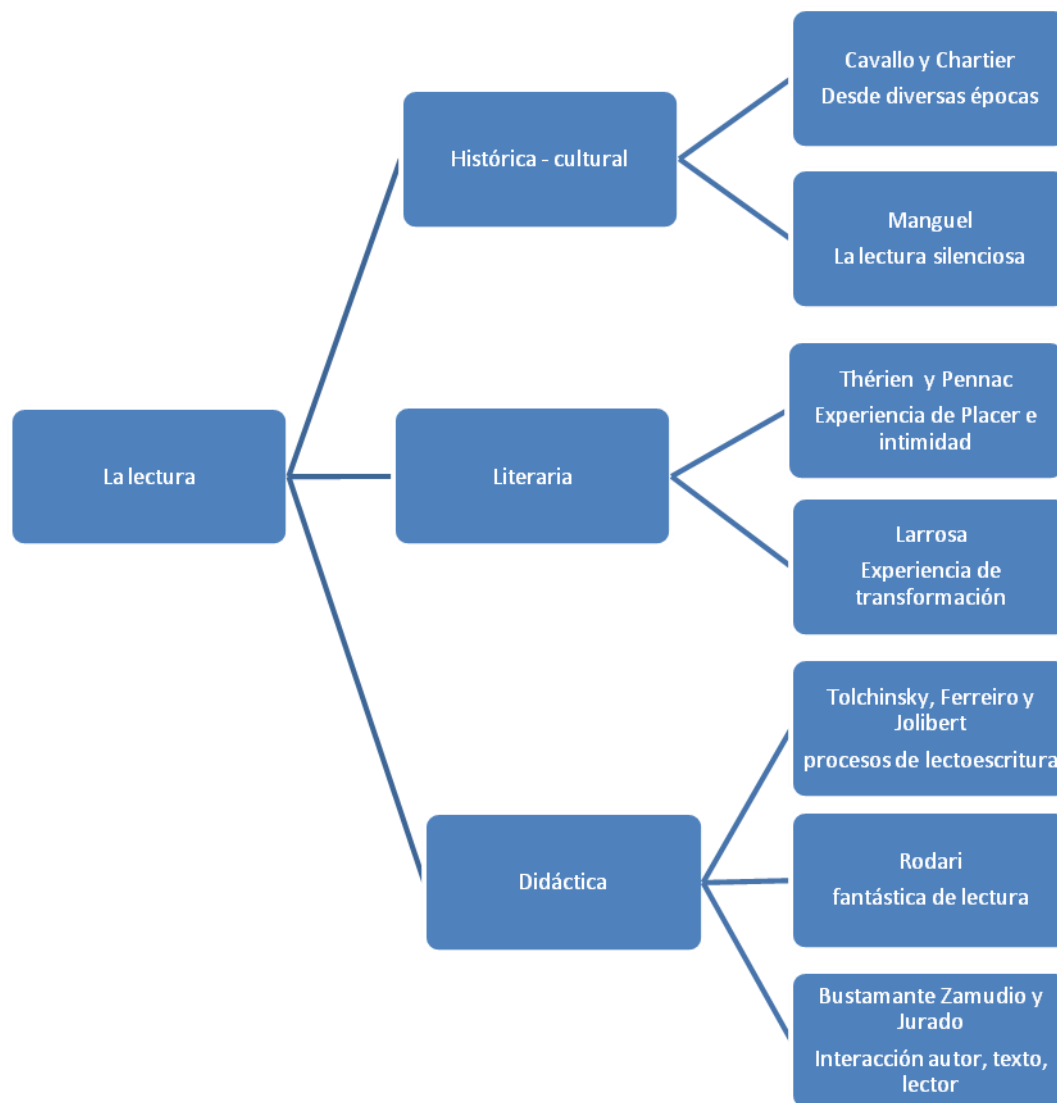 La lectura
Histórica - cultural
Cavallo y Chartier
Desde diversas épocas
Manguel
La lectura silenciosa
Literaria
Thérien y Pennac
Experiencia de Placer e
intimidad
Larrosa
Experiencia de
transformación
Didáctica
Tolchinsky, Ferreiro y
Jolibert
procesos de lectoescritura
Rodari
fantástica de lectura
Bustamante Zamudio y
Jurado
Interacción autor, texto,
lector